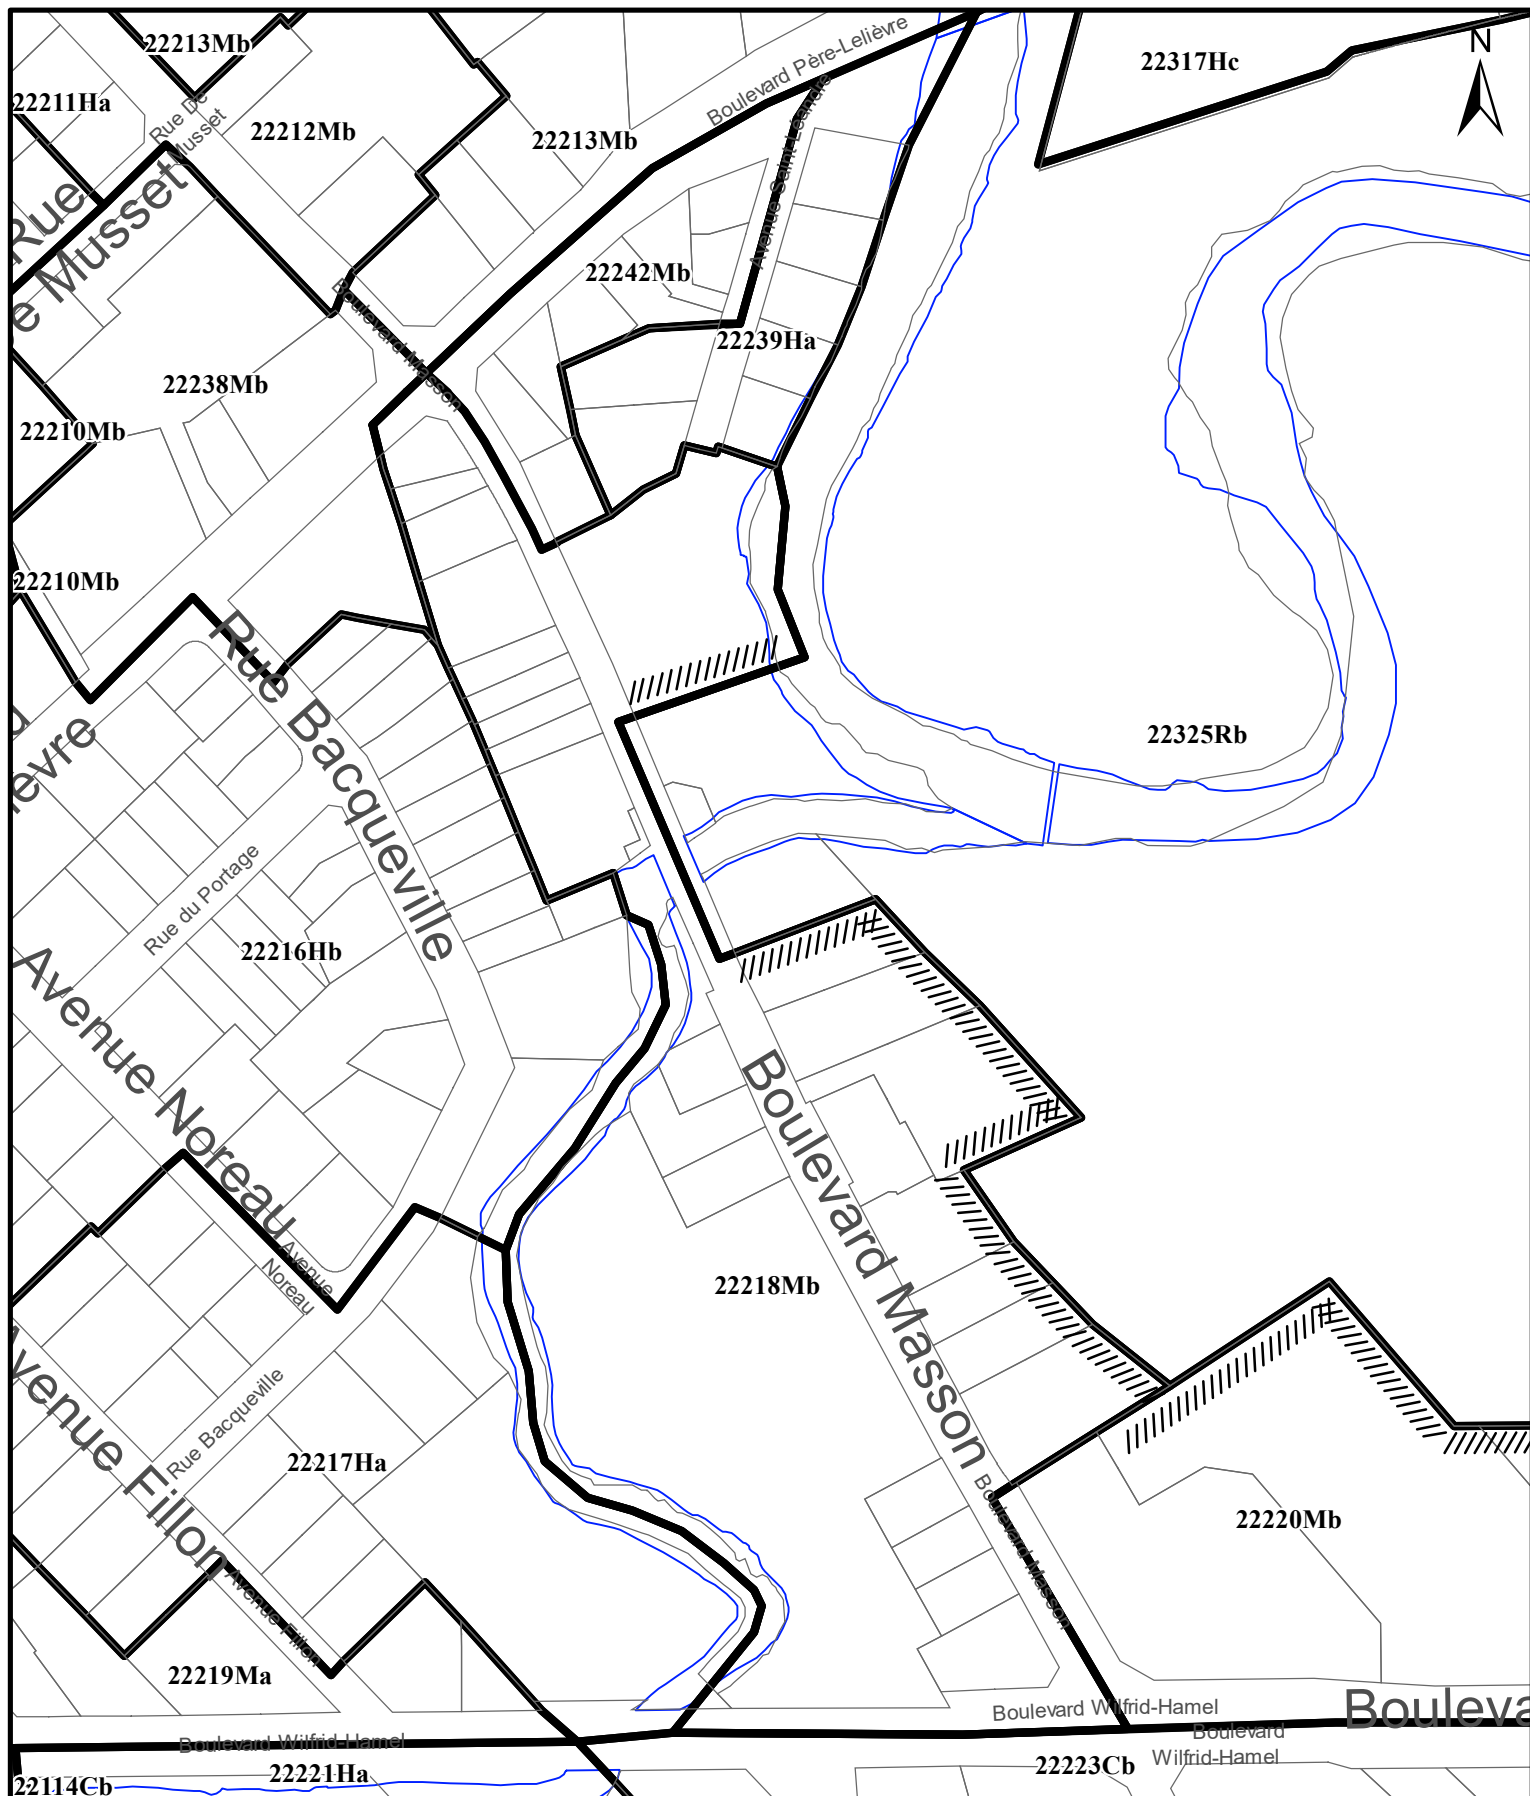 22213Mb
22211Ha
Rue De
Musset
22212Mb
22213Mb
Boulevard Père-Lelièvre
22317Hc
N
Avenue Saint-Léandre
Rue
e Musset
22242Mb
22239Ha
Boulevard Masson
22238Mb
22210Mb
22210Mb
Rue Bacqueville
22325Rb
evre
Rue du Portage
22216Hb
Avenue Noreau
Avenue
Noreau
Boulevard Masson
22218Mb
venue Fillon
Rue Bacqueville
22217Ha
Avenue Fillon
Boulevard Masson
22220Mb
22219Ma
Boulevard Wilfrid-Hamel
Bouleva
Boulevard Wilfrid-Hamel
Boulevard
Wilfrid-Hamel
22223Cb
22221Ha
22114Cb